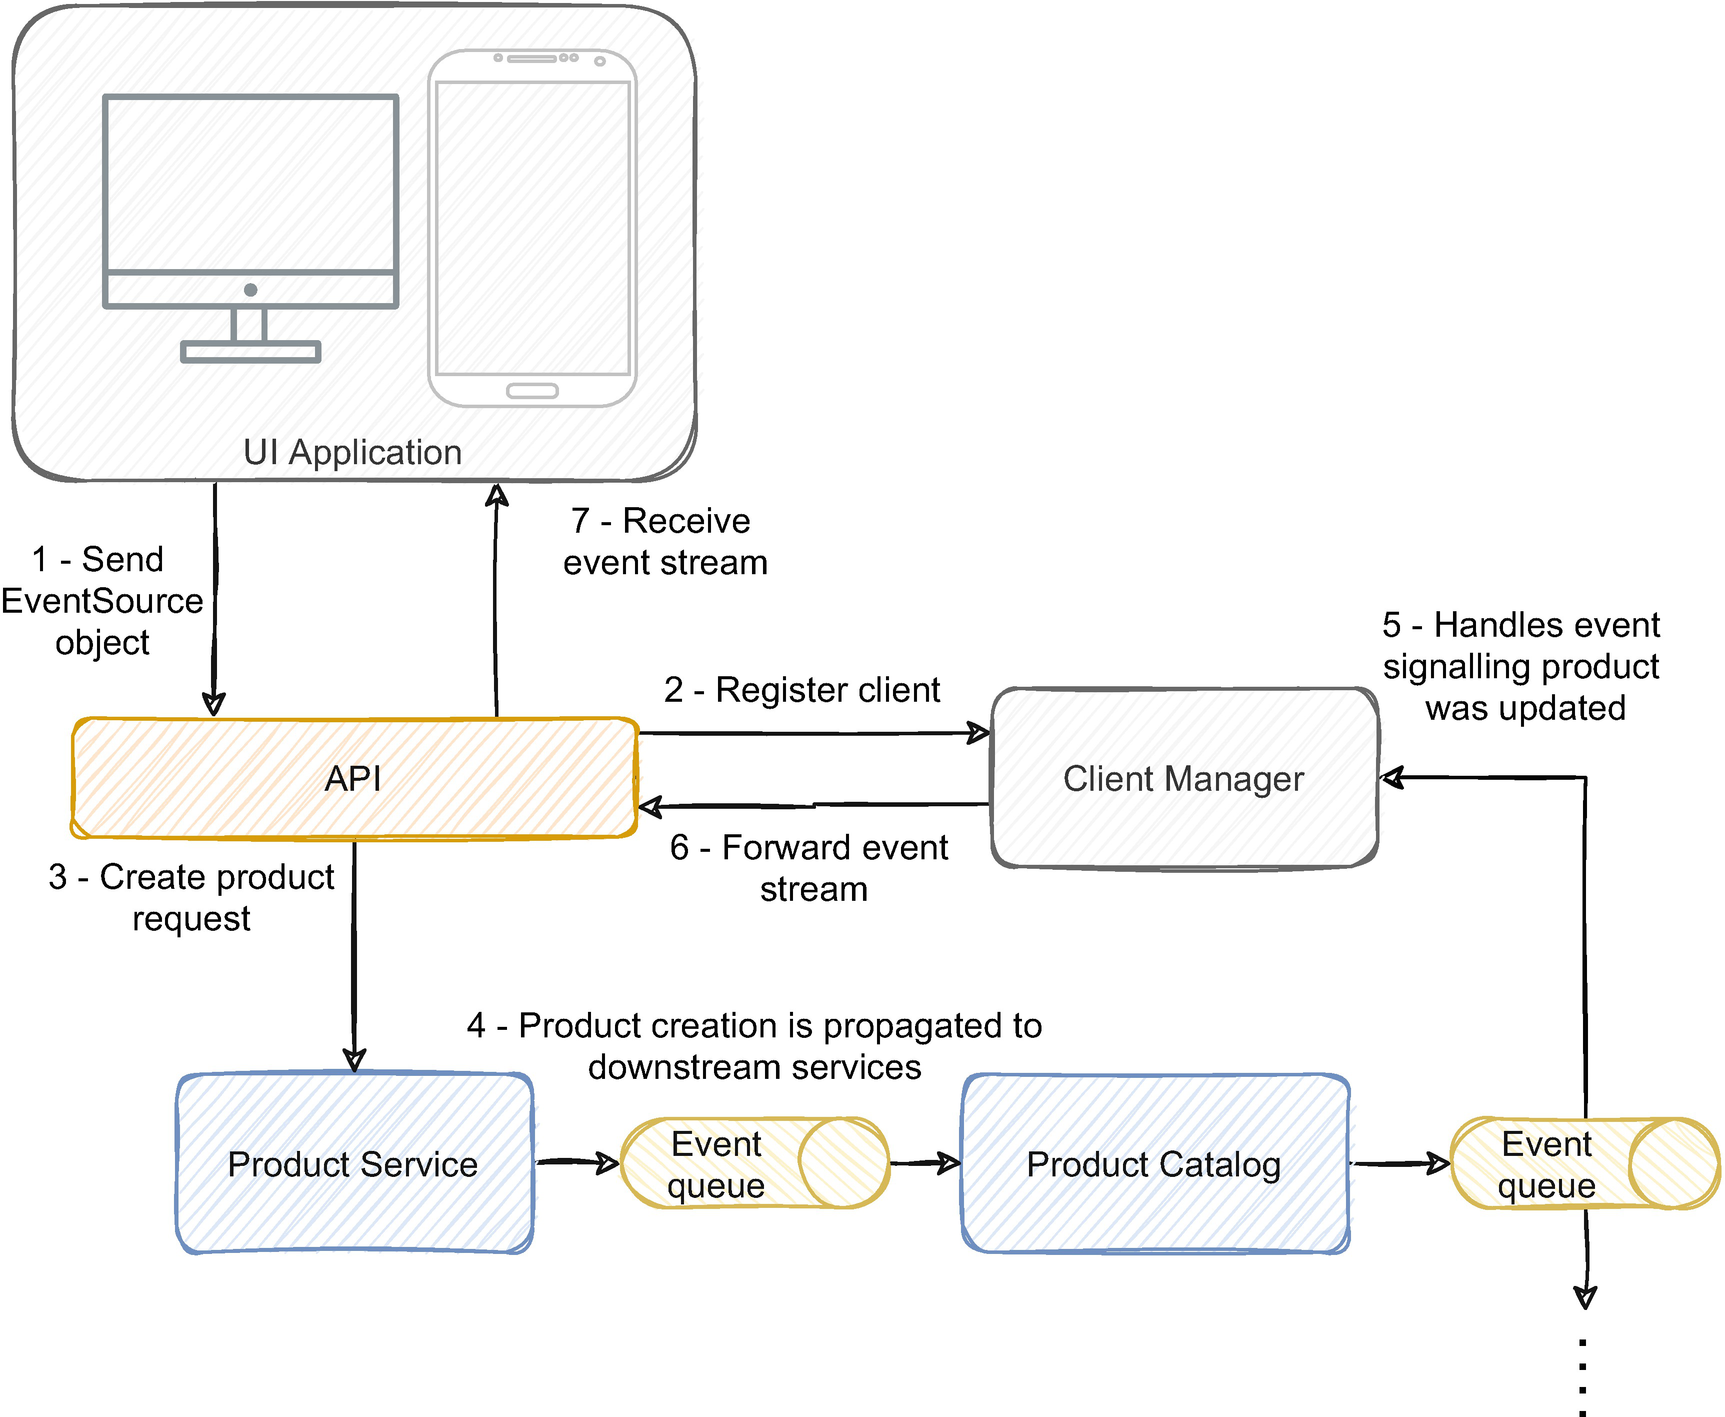 UI Application
7 - Receive
event stream
1 - Send
EventSource
object
5 - Handles event
signalling product
was updated
2 - Register client
API
Client Manager
6 - Forward event
stream
3 - Create product
request
4 - Product creation is propagated to
downstream services
Product Service
Event
queue
Product Catalog
Event
queue